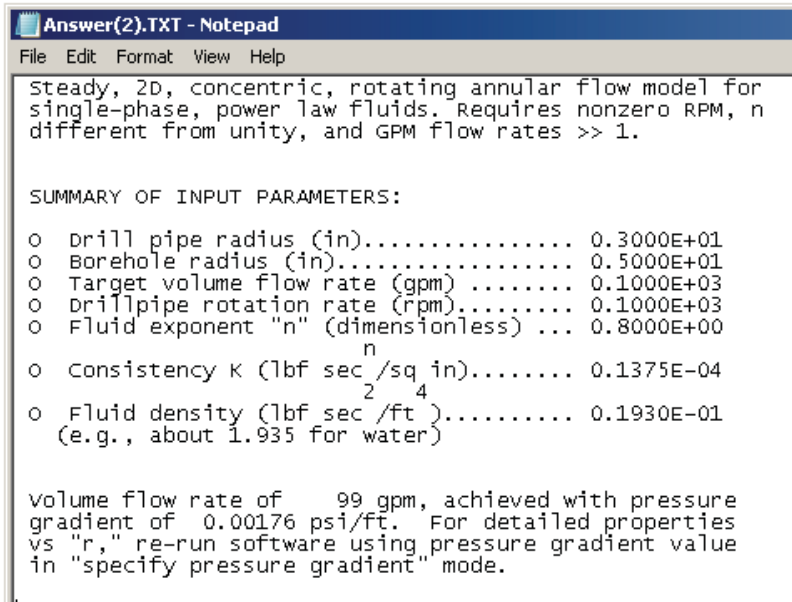 Answer(2).TXT - Notepad
File Edit Format View Help
Steady, 2D, concentric, rotating annular flow model for
single-phase, power law fluids. Requires nonzero RPM, n
different from unity, and GPM flow rates >> 1.
SUMMARY OF INPUT PARAMETERS:
O Drill pipe radius (in)................ 0.3000E+01
O Borehole radius (in).................. 0.5000E+01
O Target volume flow rate (gpm) ........ 0.1000E+03
O Drillpipe rotation rate (rpm)......... 0.1000E+03
O Fluid exponent "n" (dimensionless) ... 0.8000E+00
n
O Consistency K (lbf sec /sq in)........ 0.1375E-04
2 4
O Fluid density (lbf sec /ft ).......... 0.1930E-01
(e.g., about 1.935 for water)
Volume flow rate of 99 gpm, achieved with pressure
gradient of 0.00176 psi/ft. For detailed properties
vs "r," re-run software using pressure gradient value
in "specify pressure gradient" mode.